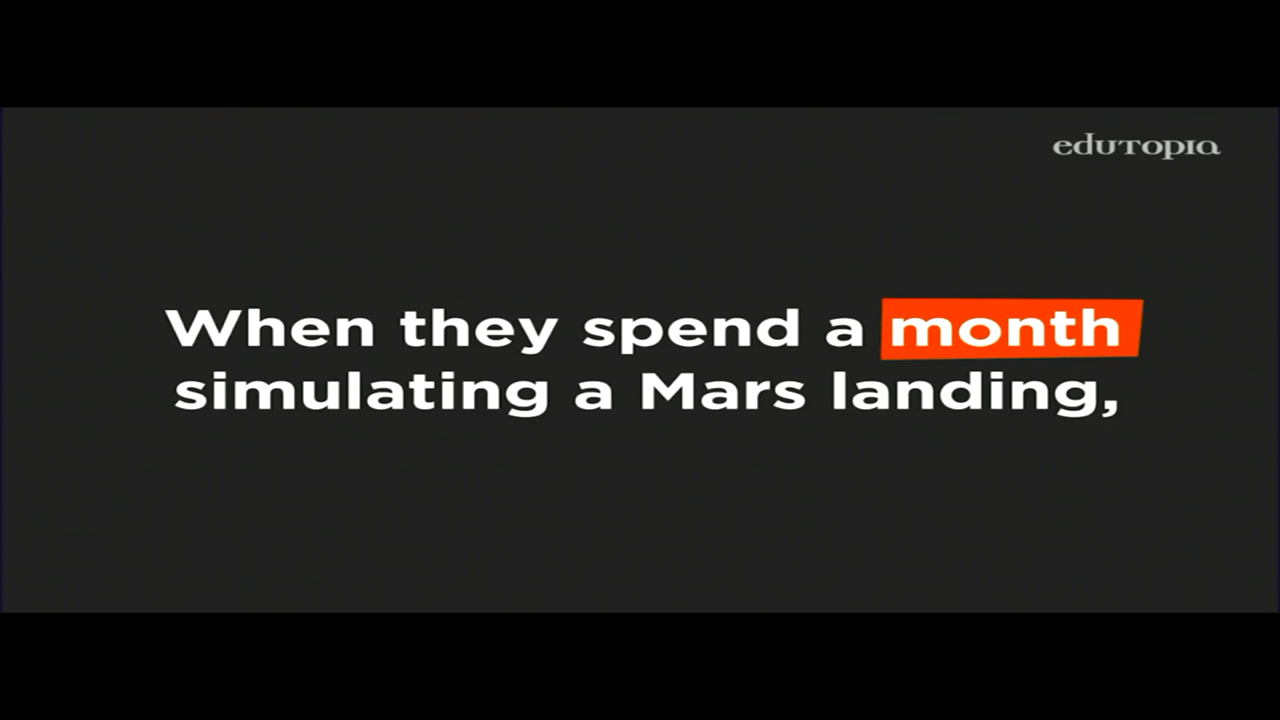 edutopia
When they spend a month
simulating a Mars landing,